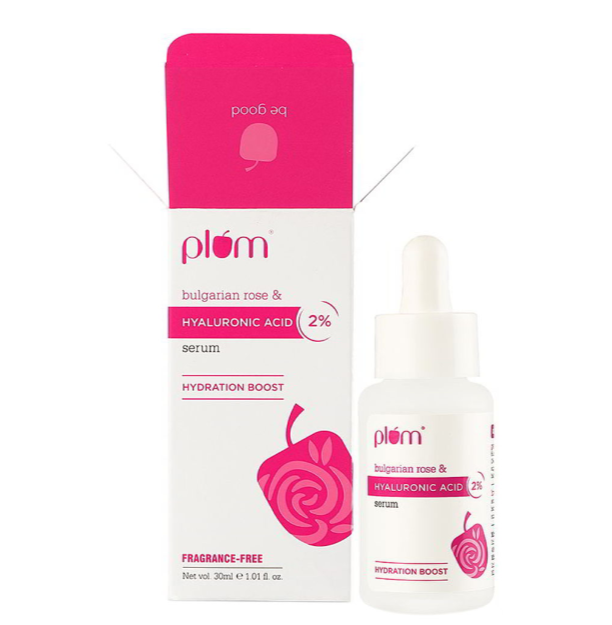 be good
plum®
bulgarian rose &
HYALURONIC ACID 2%
serum
HYDRATION BOOST
FRAGRANCE-FREE
Net vol. 30ml ℮ 1.01 fl. oz.
plum®
bulgarian rose &
HYALURONIC ACID 2%
serum
HYDRATION BOOST